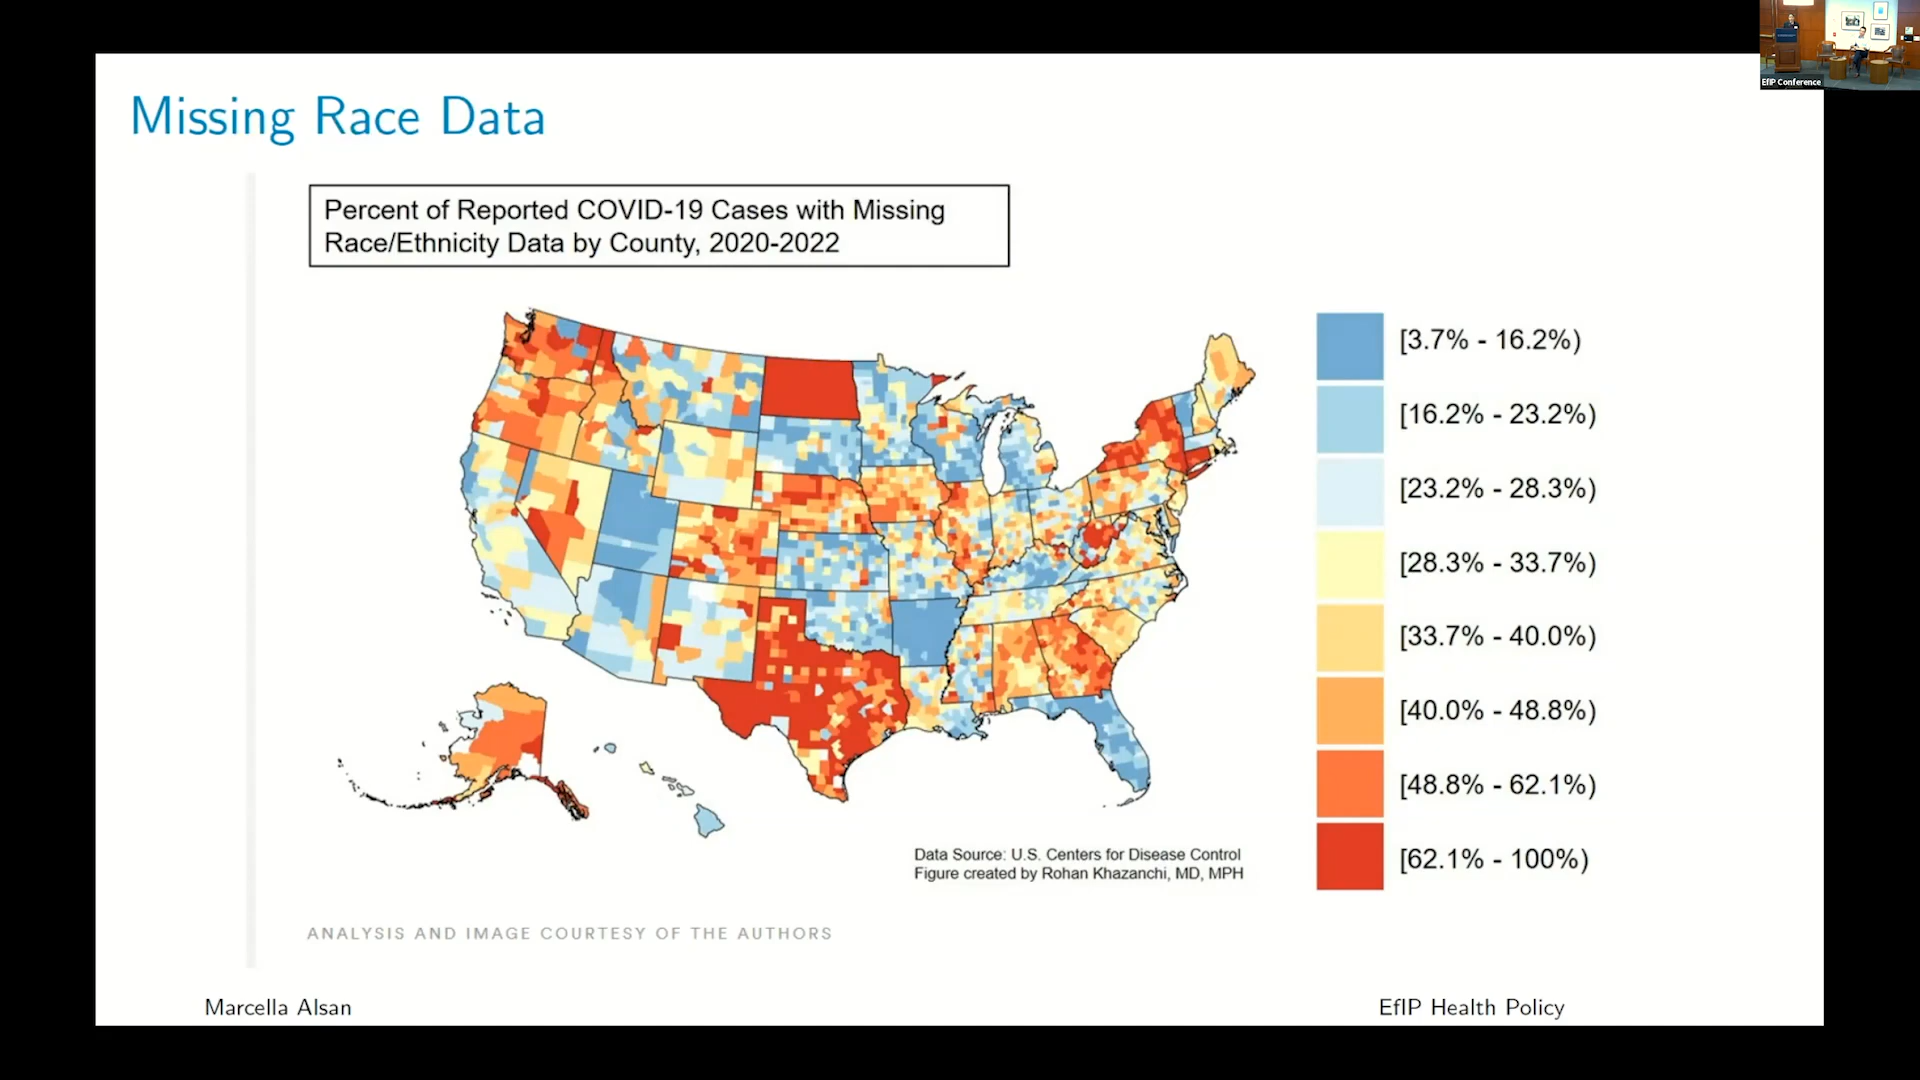 EfIP Conference
Missing Race Data
Percent of Reported COVID-19 Cases with Missing
Race/Ethnicity Data by County, 2020-2022
[3.7% - 16.2%)
[16.2% - 23.2%)
[23.2% - 28.3%)
[28.3% - 33.7%)
[33.7% - 40.0%)
[40.0% - 48.8%)
[48.8% - 62.1%)
[62.1% - 100%)
Data Source: U.S. Centers for Disease Control
Figure created by Rohan Khazanchi, MD, MPH
ANALYSIS AND IMAGE COURTESY OF THE AUTHORS
Marcella Alsan
EfIP Health Policy